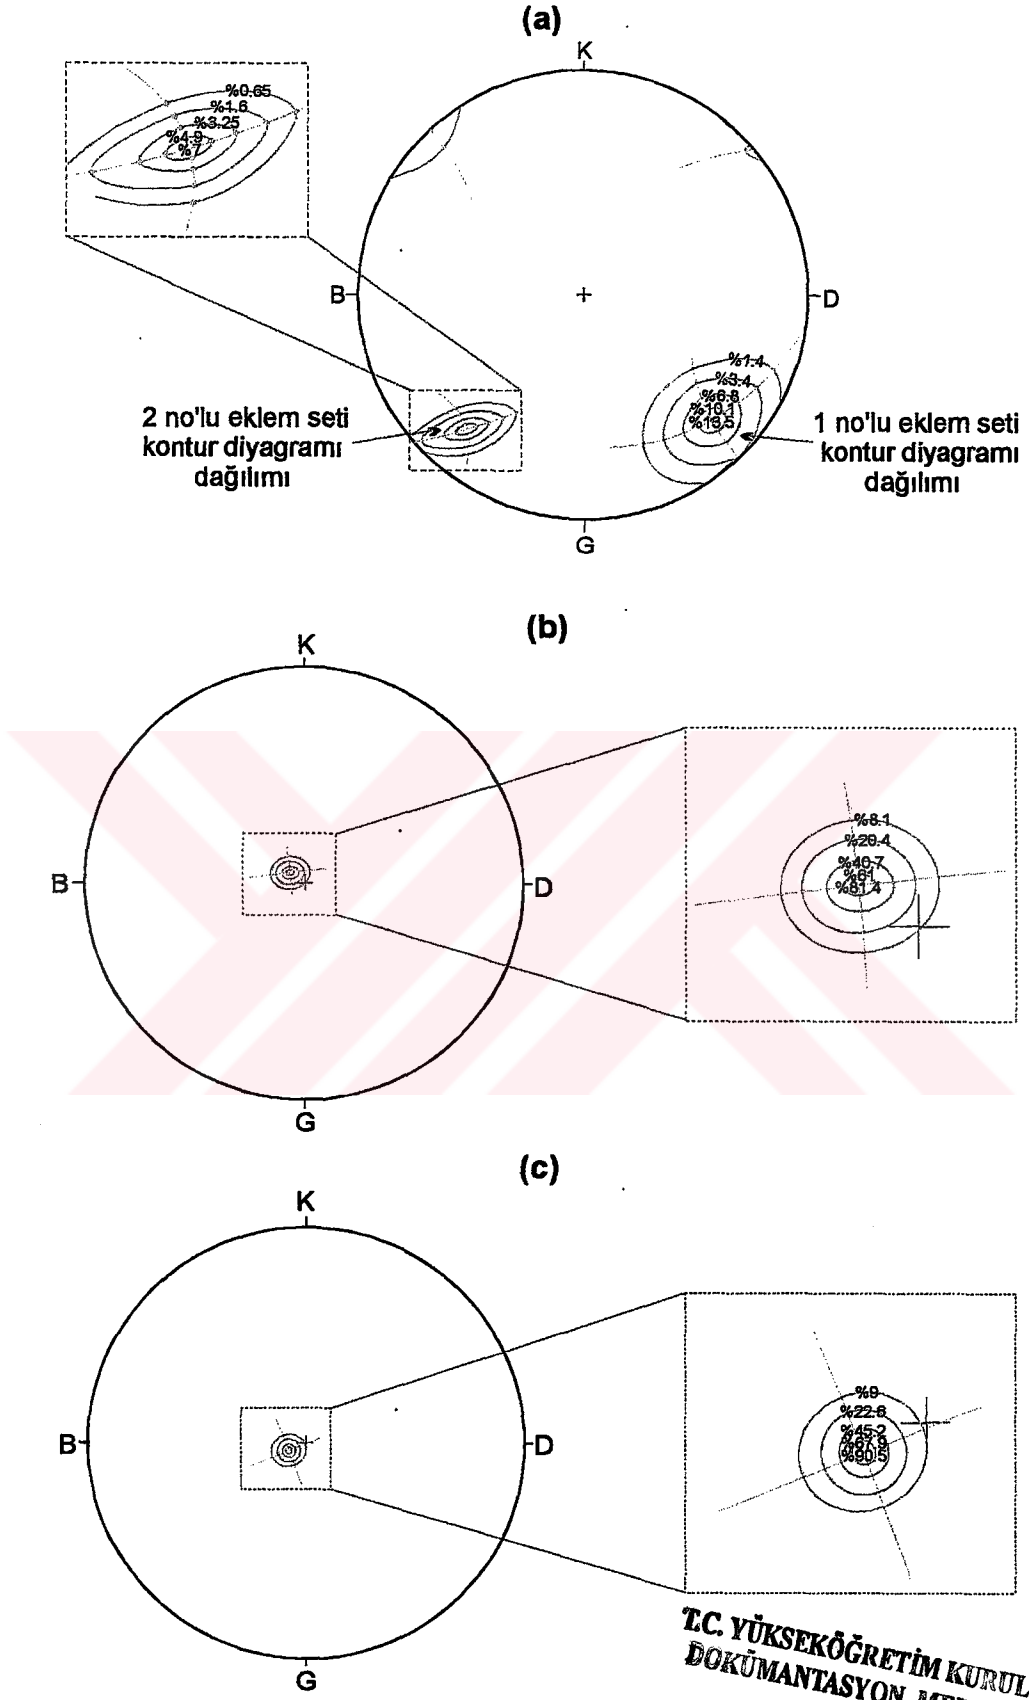 (a)
K
%0.65
%1.6
%3.25
%4.9
%7
B
D
%1.4
%3.4
%6.8
%10.1
%13.5
2 no'lu eklem seti
kontur diyagramı
dağılımı
1 no'lu eklem seti
kontur diyagramı
dağılımı
G
(b)
K
%8.1
%20.4
%40.7
%61
%81.4
B
D
G
(c)
K
%9
%22.6
%45.2
%67.9
%90.5
B
D
G
T.C. YÜKSEKÖĞRETİM KURUL
DOKÜMANTASYON